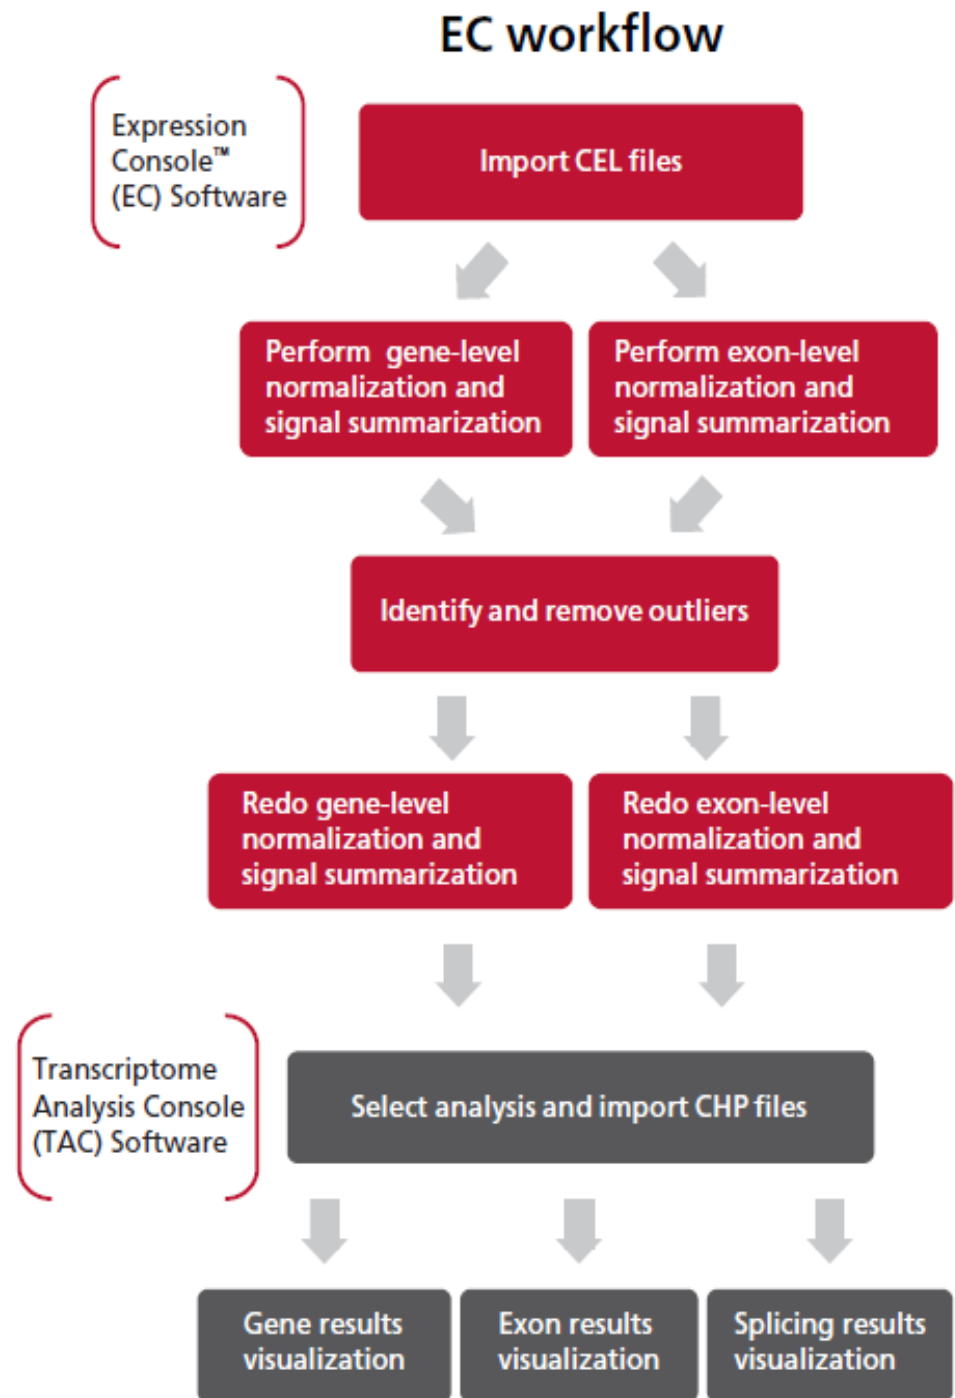 EC workflow
Expression
Console™
(EC) Software
Import CEL files
Perform gene-level
normalization and
signal summarization
Perform exon-level
normalization and
signal summarization
Identify and remove outliers
Redo gene-level
normalization and
signal summarization
Redo exon-level
normalization and
signal summarization
Transcriptome
Analysis Console
(TAC) Software
Select analysis and import CHP files
Gene results
visualization
Exon results
visualization
Splicing results
visualization